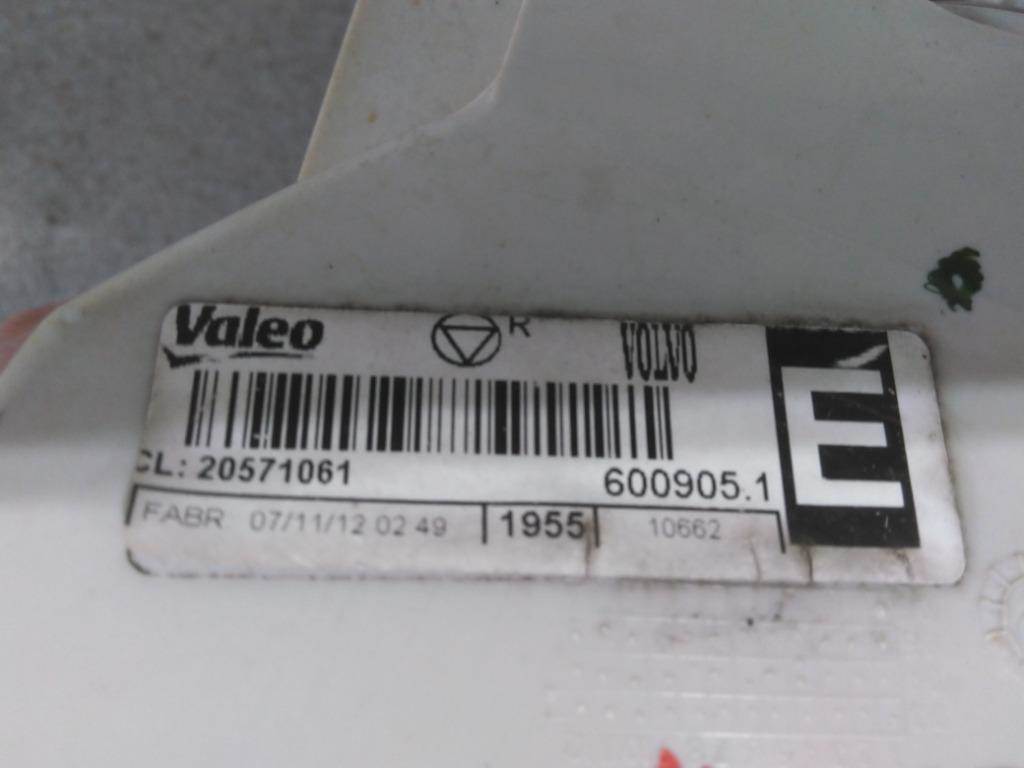 Valeo R VOLVO
E
CL: 20571061 600905.1
FABR 07/11/12 02 49 1955 10662